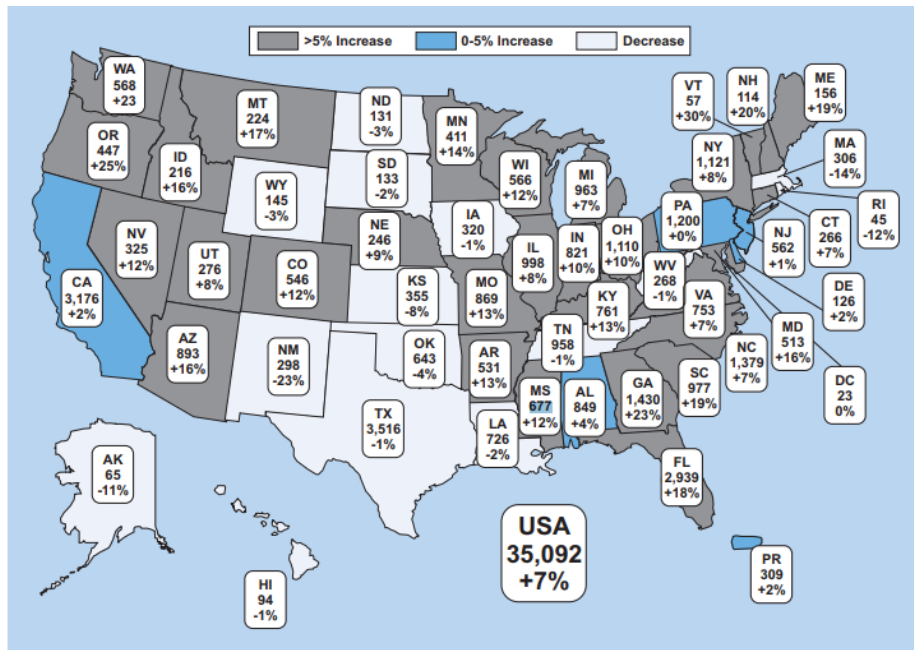 >5% Increase
0-5% Increase
Decrease
WA
568
+23
OR
447
+25%
ID
216
+16%
MT
224
+17%
ND
131
-3%
SD
133
-2%
WY
145
-3%
NV
325
+12%
UT
276
+8%
CO
546
+12%
CA
3,176
+2%
AZ
893
+16%
NM
298
-23%
NE
246
+9%
KS
355
-8%
OK
643
-4%
TX
3,516
-1%
MN
411
+14%
IA
320
-1%
MO
869
+13%
AR
531
+13%
LA
726
-2%
WI
566
+12%
IL
998
+8%
MI
963
+7%
IN
821
+10%
OH
1,110
+10%
KY
761
+13%
TN
958
-1%
MS
677
+12%
AL
849
+4%
GA
1,430
+23%
FL
2,939
+18%
SC
977
+19%
NC
1,379
+7%
VA
753
+7%
WV
268
-1%
PA
1,200
+0%
NY
1,121
+8%
VT
57
+30%
NH
114
+20%
ME
156
+19%
MA
306
-14%
RI
45
-12%
CT
266
+7%
NJ
562
+1%
DE
126
+2%
MD
513
+16%
DC
23
0%
AK
65
-11%
HI
94
-1%
PR
309
+2%
USA
35,092
+7%